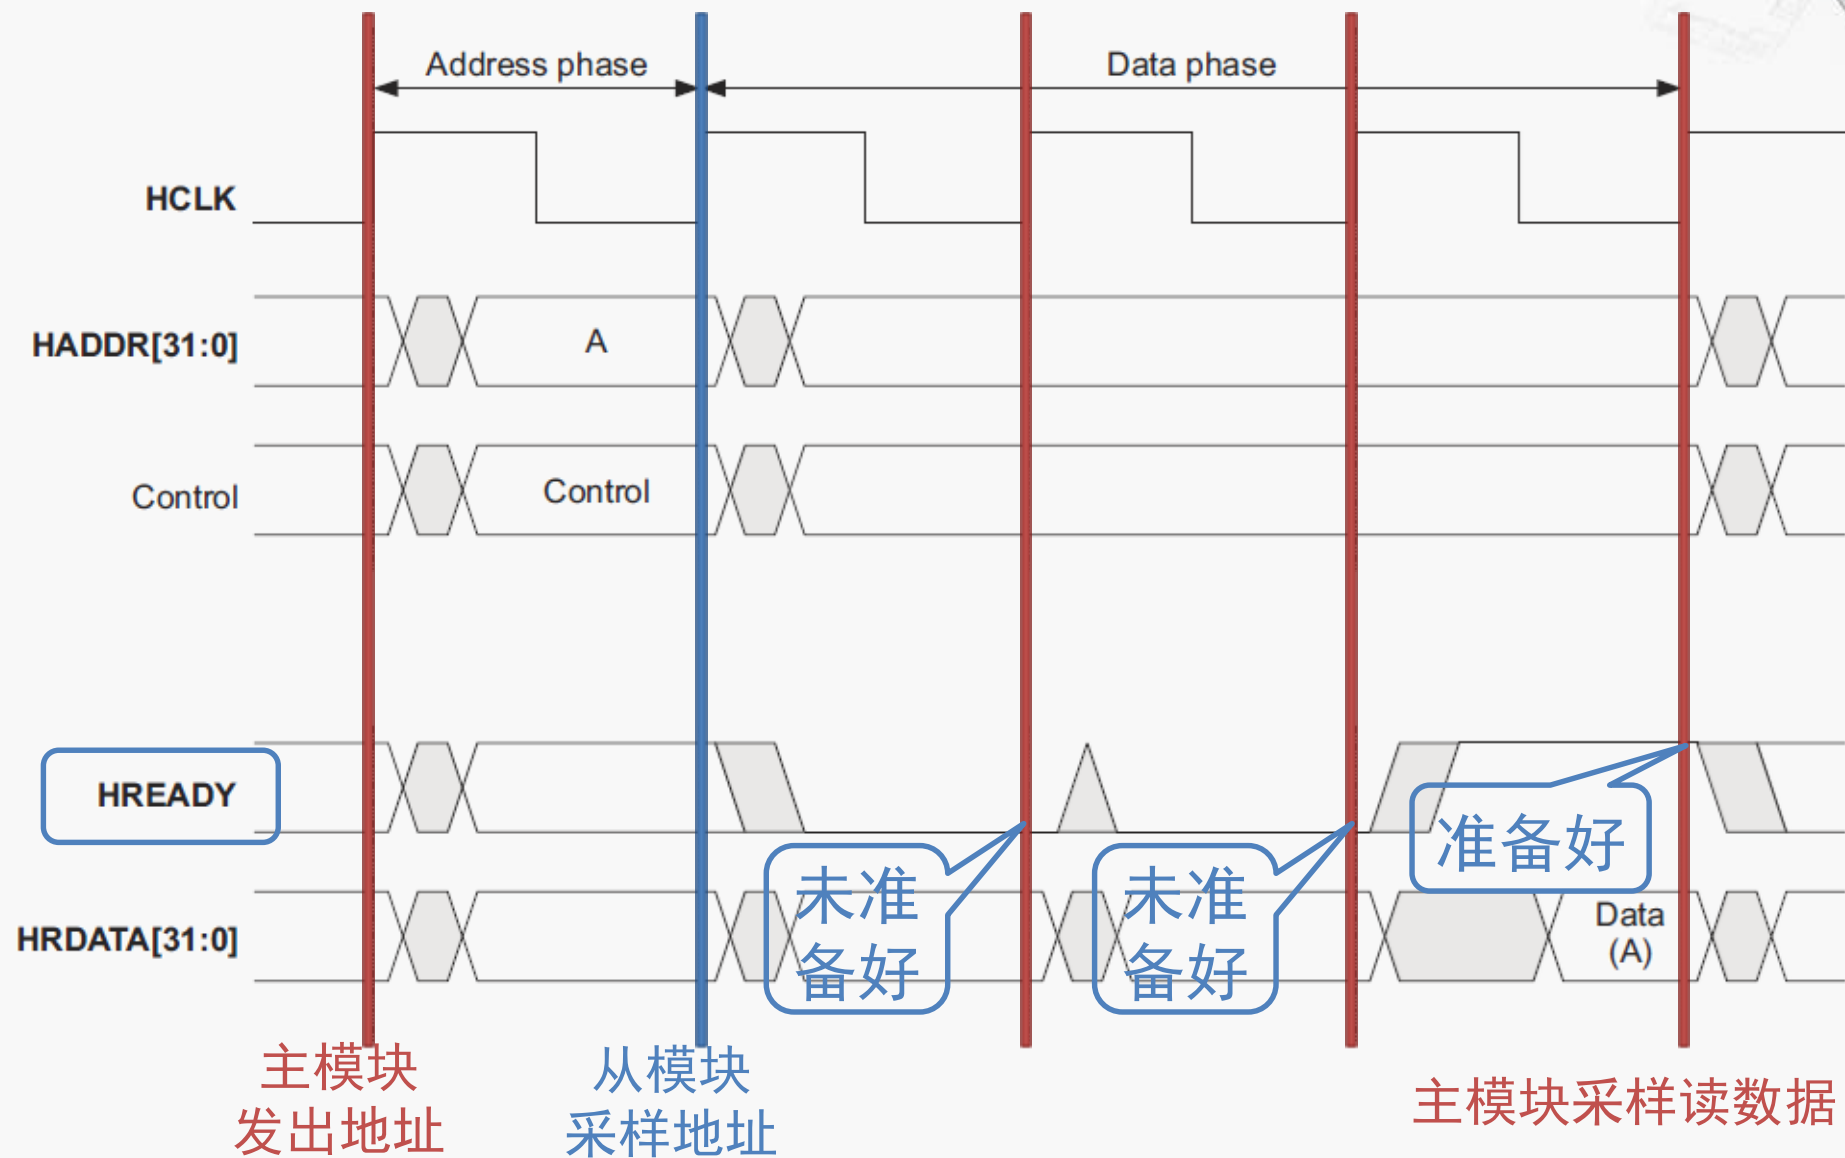 Address phase
Data phase
HCLK
HADDR[31:0]
A
Control
Control
HREADY
准备好
未准
备好
未准
备好
HRDATA[31:0]
Data
(A)
主模块
发出地址
从模块
采样地址
主模块采样读数据